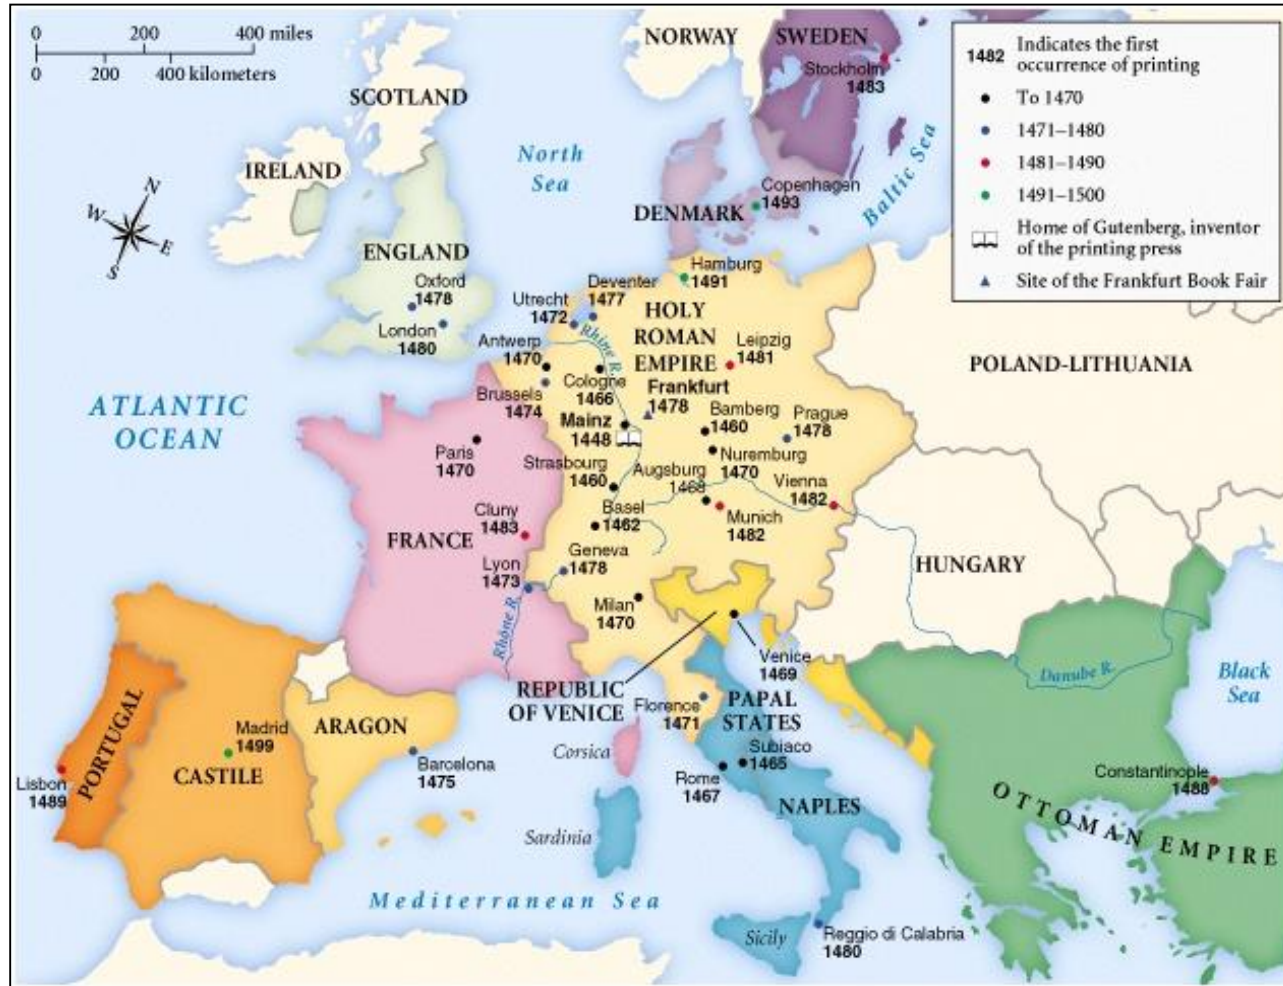 0 200 400 miles
0 200 400 kilometers
N
W
E
S
1482 Indicates the first
occurrence of printing
To 1470
1471–1480
1481–1490
1491–1500
Home of Gutenberg, inventor
of the printing press
Site of the Frankfurt Book Fair
NORWAY
SWEDEN
Stockholm
1483
SCOTLAND
IRELAND
North
Sea
Baltic Sea
Copenhagen
1493
DENMARK
ENGLAND
Oxford
1478
London
1480
Hamburg
1491
Deventer
1477
Utrecht
1472
HOLY
ROMAN
EMPIRE
Rhine R.
Antwerp
1470
Leipzig
1481
Cologne
1466
Brussels
1474
Frankfurt
1478
POLAND-LITHUANIA
ATLANTIC
OCEAN
Mainz
1448
Bamberg
1460
Prague
1478
Paris
1470
Nuremburg
1470
Strasbourg
1460
Augsburg
1468
Vienna
1482
Basel
1462
Munich
1482
Cluny
1483
FRANCE
Geneva
1478
HUNGARY
Lyon
1473
Milan
1470
Rhône R.
Venice
1469
REPUBLIC
OF VENICE
Danube R.
Black
Sea
PAPAL
STATES
Florence
1471
PORTUGAL
ARAGON
Madrid
1499
CASTILE
Barcelona
1475
Corsica
Subiaco
1465
Rome
1467
Lisbon
1489
Constantinople
1488
NAPLES
OTTOMAN EMPIRE
Sardinia
Mediterranean Sea
Sicily
Reggio di Calabria
1480